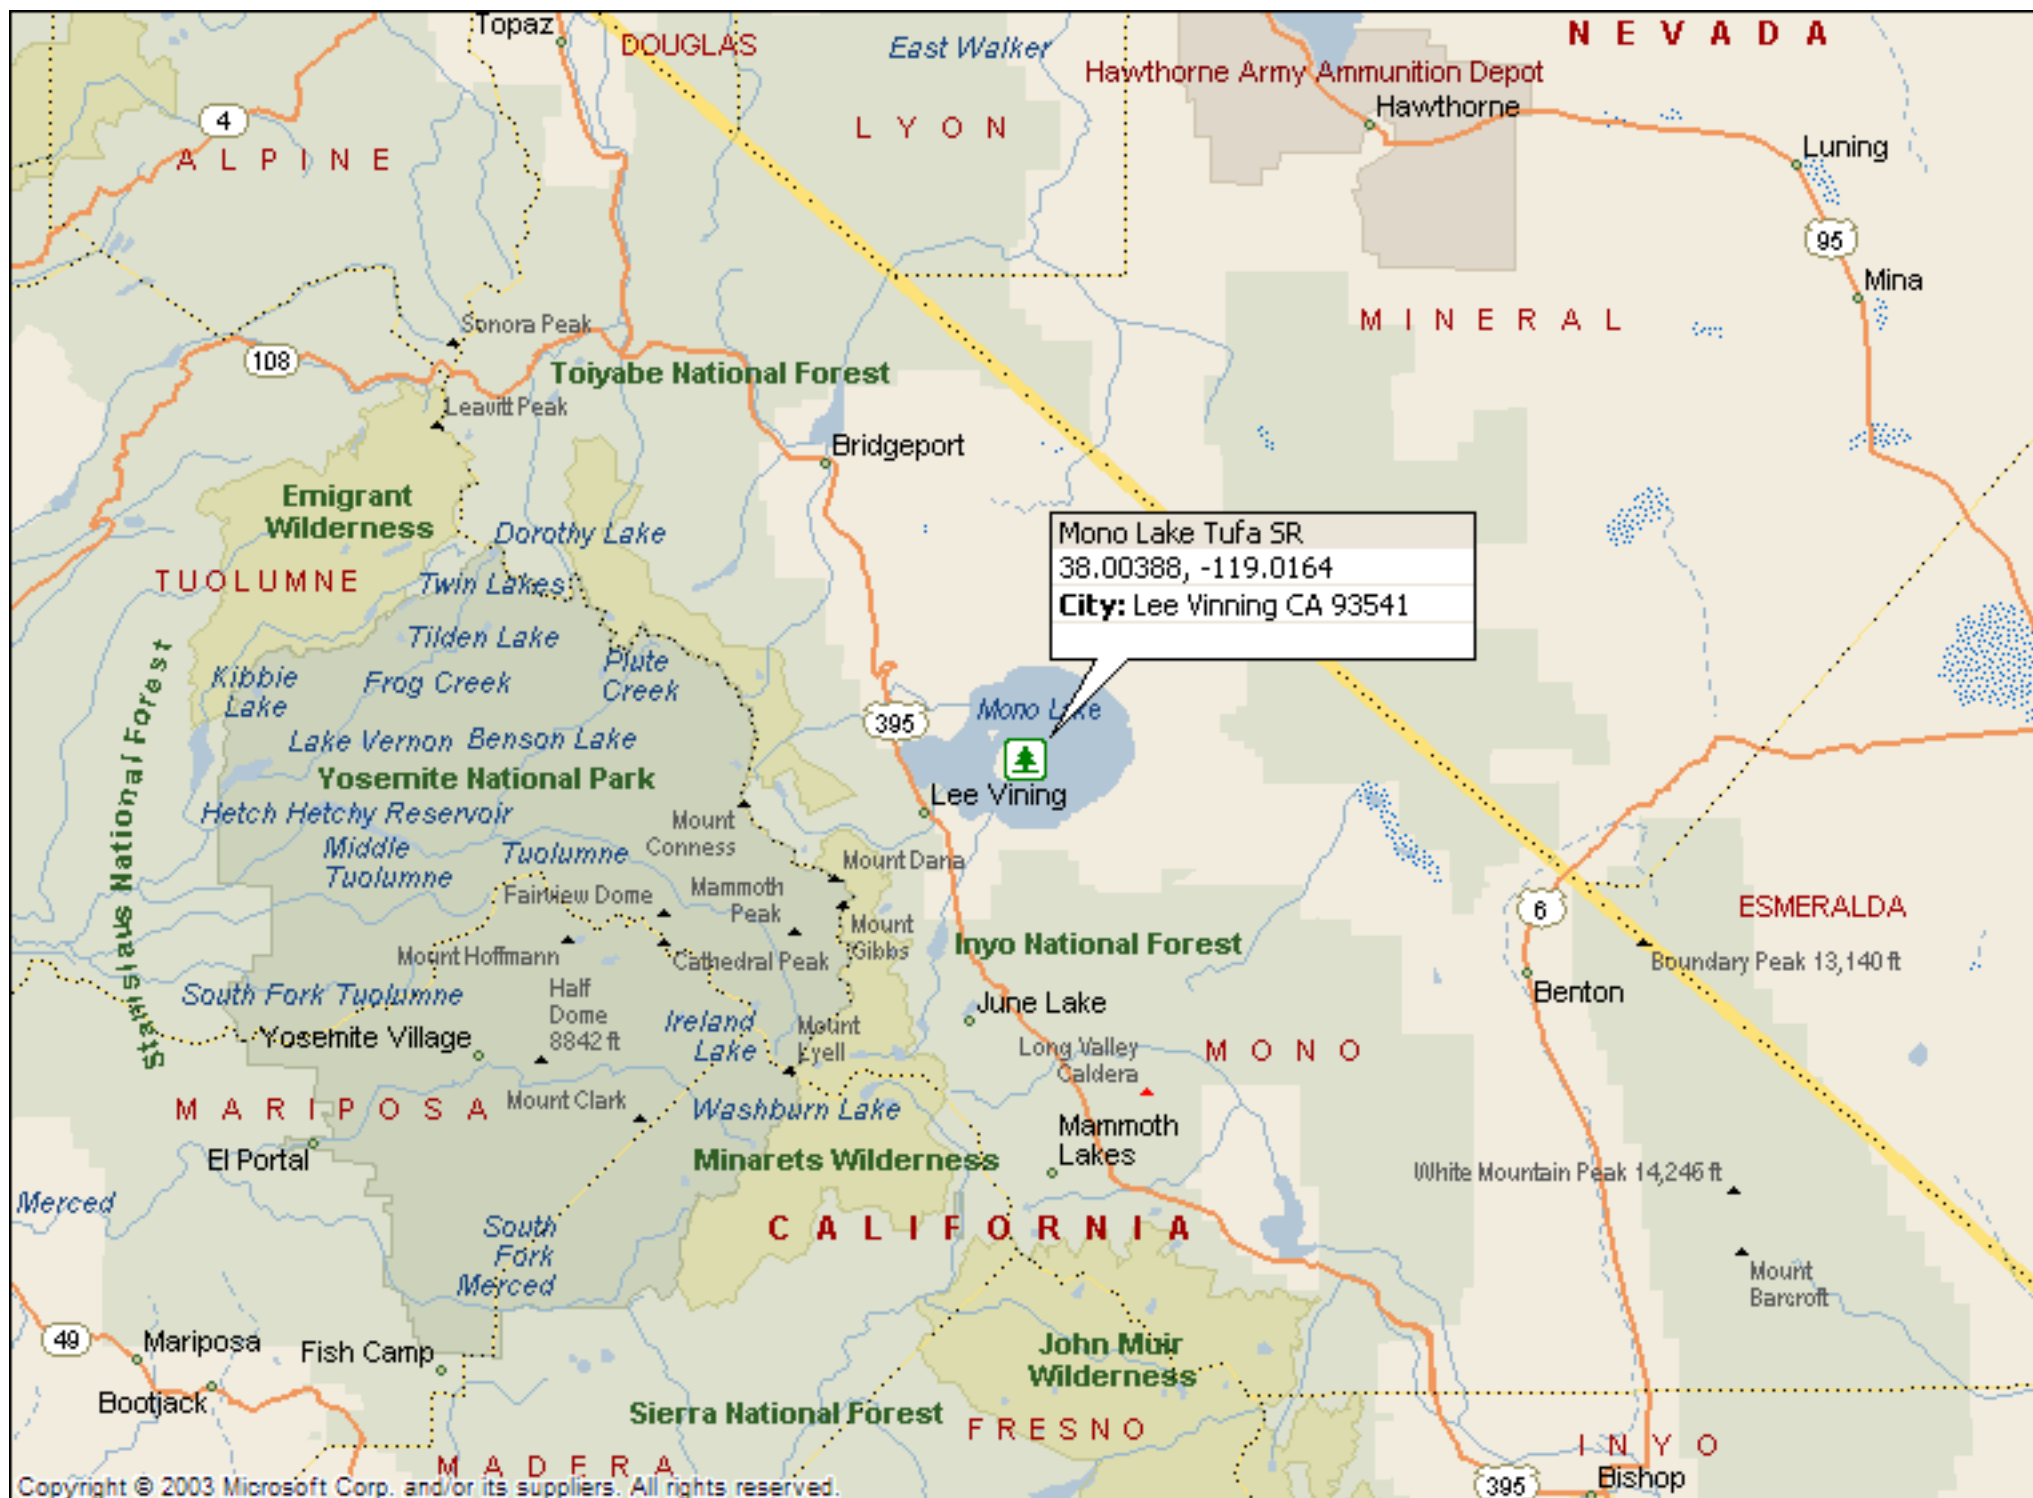 Topaz
DOUGLAS
East Walker
NEVADA
Hawthorne Army Ammunition Depot
Hawthorne
4
ALPINE
LYON
Luning
95
Mina
MINERAL
Sonora Peak
108
Toiyabe National Forest
Leavitt Peak
Bridgeport
Emigrant
Wilderness
Dorothy Lake
Mono Lake Tufa SR
38.00388, -119.0164
City: Lee Vinning CA 93541
TUOLUMNE
Twin Lakes
Tilden Lake
Plute
Creek
Kibbie
Lake
Frog Creek
Stanislaus National Forest
395
Mono Lake
Lake Vernon
Benson Lake
Yosemite National Park
Lee Vining
Hetch Hetchy Reservoir
Mount
Conness
Middle
Tuolumne
Tuolumne
Mount Dana
Fairview Dome
Mammoth
Peak
Mount
Gibbs
6
ESMERALDA
Mount Hoffmann
Cathedral Peak
Inyo National Forest
Boundary Peak 13,140 ft
South Fork Tuolumne
Half
Dome
8842 ft
Benton
June Lake
Yosemite Village
Ireland
Lake
Mount
Lyell
Long Valley
Caldera
MONO
MARIPOSA
Mount Clark
Washburn Lake
Mammoth
Lakes
El Portal
Minarets Wilderness
White Mountain Peak 14,246 ft
Merced
South
Fork
Merced
CALIFORNIA
Mount
Barcroft
49
Mariposa
Fish Camp
John Muir
Wilderness
Bootjack
Sierra National Forest
FRESNO
INYO
MADERA
395
Bishop
Copyright © 2003 Microsoft Corp. and/or its suppliers. All rights reserved.